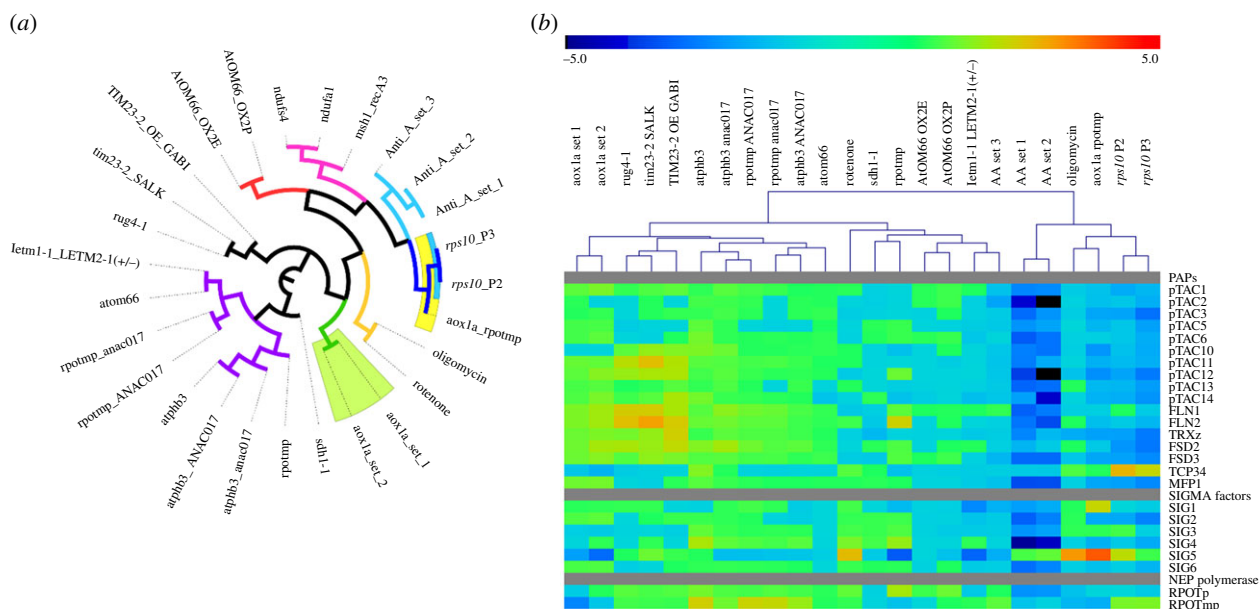 (a)
TIM23-2_OE_GABI
AtOM66_OX2E
AtOM66_OX2P
ndufs4
ndufa1
msh1_recA3
Anti_A_set_3
Anti_A_set_2
Anti_A_set_1
rps10_P3
rps10_P2
aox1a_rpotmp
oligomycin
rotenone
aox1a_set_1
aox1a_set_2
sdh1-1
rpotmp
atphb3_anac017
atphb3_ANAC017
atphb3
rpotmp_ANAC017
rpotmp_anac017
atom66
Ietm1-1_LETM2-1(+/–)
rug4-1
tim23-2_SALK
(b)
–5.0
5.0
aox1a set 1
aox1a set 2
rug4-1
tim23-2 SALK
TIM23-2 OE GABI
atphb3
atphb3 anac017
rpotmp ANAC017
rpotmp anac017
atphb3 ANAC017
atom66
rotenone
sdh1-1
rpotmp
AtOM66 OX2E
AtOM66 OX2P
Ietm1-1 LETM2-1(+/–)
AA set 3
AA set 1
AA set 2
oligomycin
aox1a rpotmp
rps10 P2
rps10 P3
PAPs
pTAC1
pTAC2
pTAC3
pTAC5
pTAC6
pTAC10
pTAC11
pTAC12
pTAC13
pTAC14
FLN1
FLN2
TRXz
FSD2
FSD3
TCP34
MFP1
SIGMA factors
SIG1
SIG2
SIG3
SIG4
SIG5
SIG6
NEP polymerase
RPOTp
RPOTmp